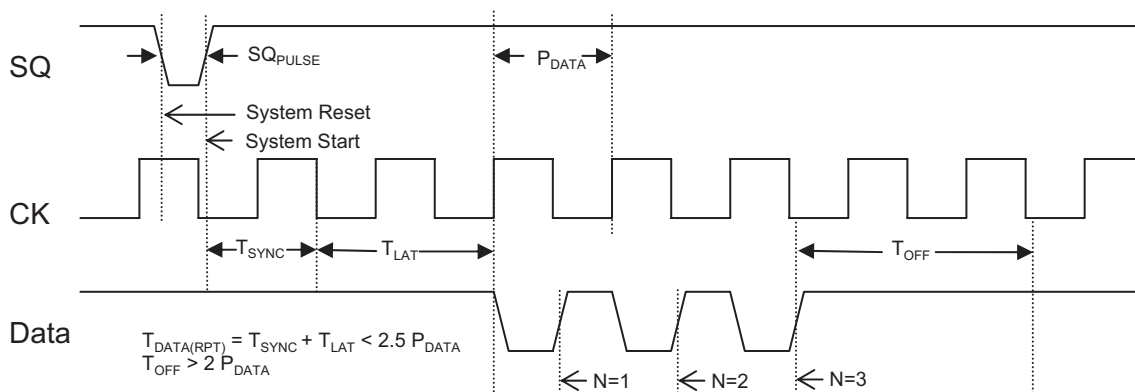 SQ
SQPULSE
PDATA
System Reset
System Start
CK
TSYNC
TLAT
TOFF
Data
TDATA(RPT) = TSYNC + TLAT < 2.5 PDATA
TOFF > 2 PDATA
N=1
N=2
N=3